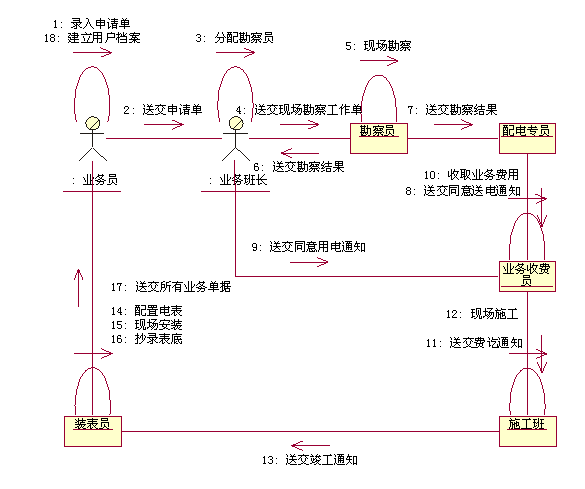 1: 录入申请单
18: 建立用户档案
3: 分配勘察员
5: 现场勘察
2: 送交申请单
4: 送交现场勘察工作单
7: 送交勘察结果
勘察员
配电专员
6: 送交勘察结果
: 业务员
: 业务班长
10: 收取业务费用
8: 送交同意送电通知
9: 送交同意用电通知
业务收费
员
17: 送交所有业务单据
14: 配置电表
15: 现场安装
16: 抄录表底
12: 现场施工
11: 送交费讫通知
装表员
施工班
13: 送交竣工通知